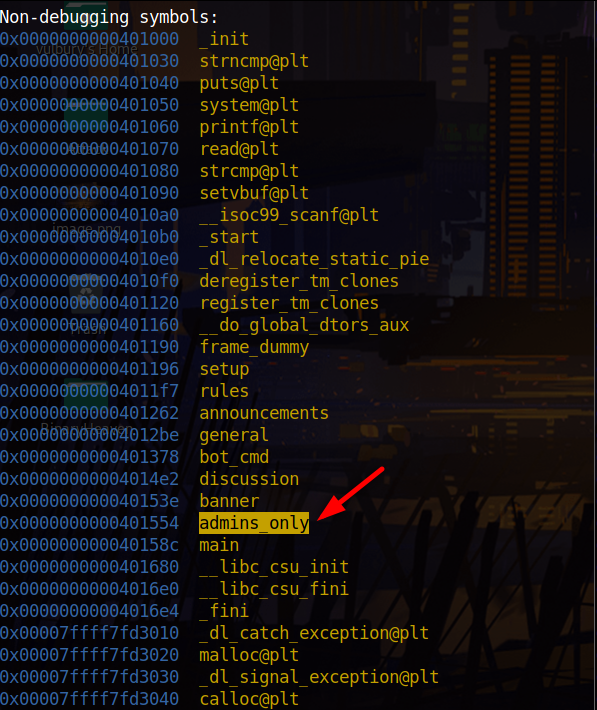 Non-debugging symbols:
0x0000000000401000 _init
0x0000000000401030 strncmp@plt
0x0000000000401040 puts@plt
0x0000000000401050 system@plt
0x0000000000401060 printf@plt
0x0000000000401070 read@plt
0x0000000000401080 strcmp@plt
0x0000000000401090 setvbuf@plt
0x00000000004010a0 __isoc99_scanf@plt
0x00000000004010b0 _start
0x00000000004010e0 _dl_relocate_static_pie
0x00000000004010f0 deregister_tm_clones
0x0000000000401120 register_tm_clones
0x0000000000401160 __do_global_dtors_aux
0x0000000000401190 frame_dummy
0x0000000000401196 setup
0x00000000004011f7 rules
0x0000000000401262 announcements
0x00000000004012be general
0x0000000000401378 bot_cmd
0x00000000004014e2 discussion
0x000000000040153e banner
0x0000000000401554 admins_only
0x000000000040158c main
0x0000000000401680 __libc_csu_init
0x00000000004016e0 __libc_csu_fini
0x00000000004016e4 _fini
0x00007ffff7fd3010 _dl_catch_exception@plt
0x00007ffff7fd3020 malloc@plt
0x00007ffff7fd3030 _dl_signal_exception@plt
0x00007ffff7fd3040 calloc@plt